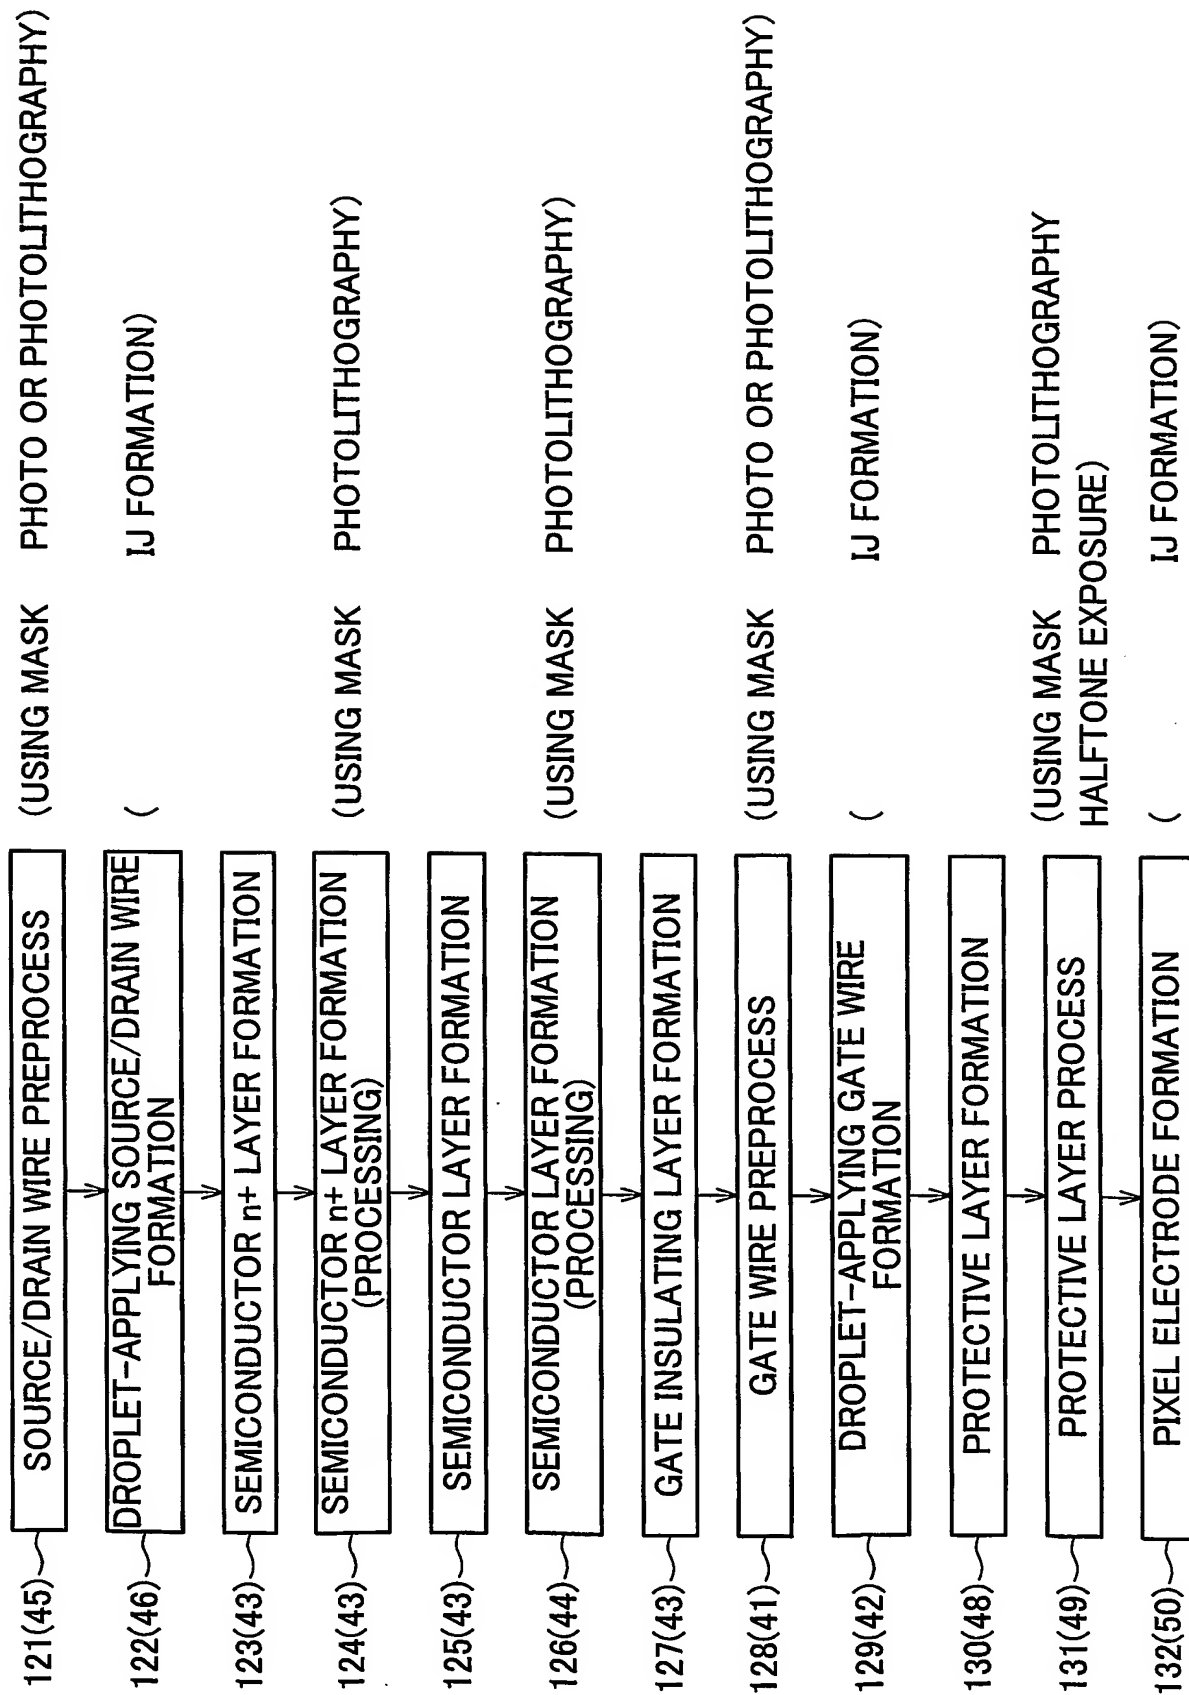 121(45) SOURCE/DRAIN WIRE PREPROCESS (USING MASK PHOTO OR PHOTOLITHOGRAPHY)
122(46) DROPLET-APPLYING SOURCE/DRAIN WIRE
FORMATION ( IJ FORMATION)
123(43) SEMICONDUCTOR n+ LAYER FORMATION
124(43) SEMICONDUCTOR n+ LAYER FORMATION
(PROCESSING) (USING MASK PHOTOLITHOGRAPHY)
125(43) SEMICONDUCTOR LAYER FORMATION
126(44) SEMICONDUCTOR LAYER FORMATION
(PROCESSING) (USING MASK PHOTOLITHOGRAPHY)
127(43) GATE INSULATING LAYER FORMATION
128(41) GATE WIRE PREPROCESS (USING MASK PHOTO OR PHOTOLITHOGRAPHY)
129(42) DROPLET-APPLYING GATE WIRE
FORMATION ( IJ FORMATION)
130(48) PROTECTIVE LAYER FORMATION
131(49) PROTECTIVE LAYER PROCESS (USING MASK PHOTOLITHOGRAPHY
HALFTONE EXPOSURE)
132(50) PIXEL ELECTRODE FORMATION ( IJ FORMATION)